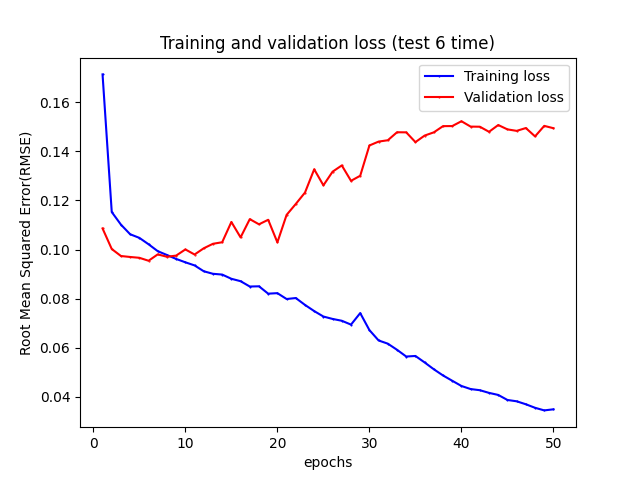 Training and validation loss (test 6 time)
Training loss
Validation loss
Root Mean Squared Error(RMSE)
0.16
0.14
0.12
0.10
0.08
0.06
0.04
0 10 20 30 40 50
epochs